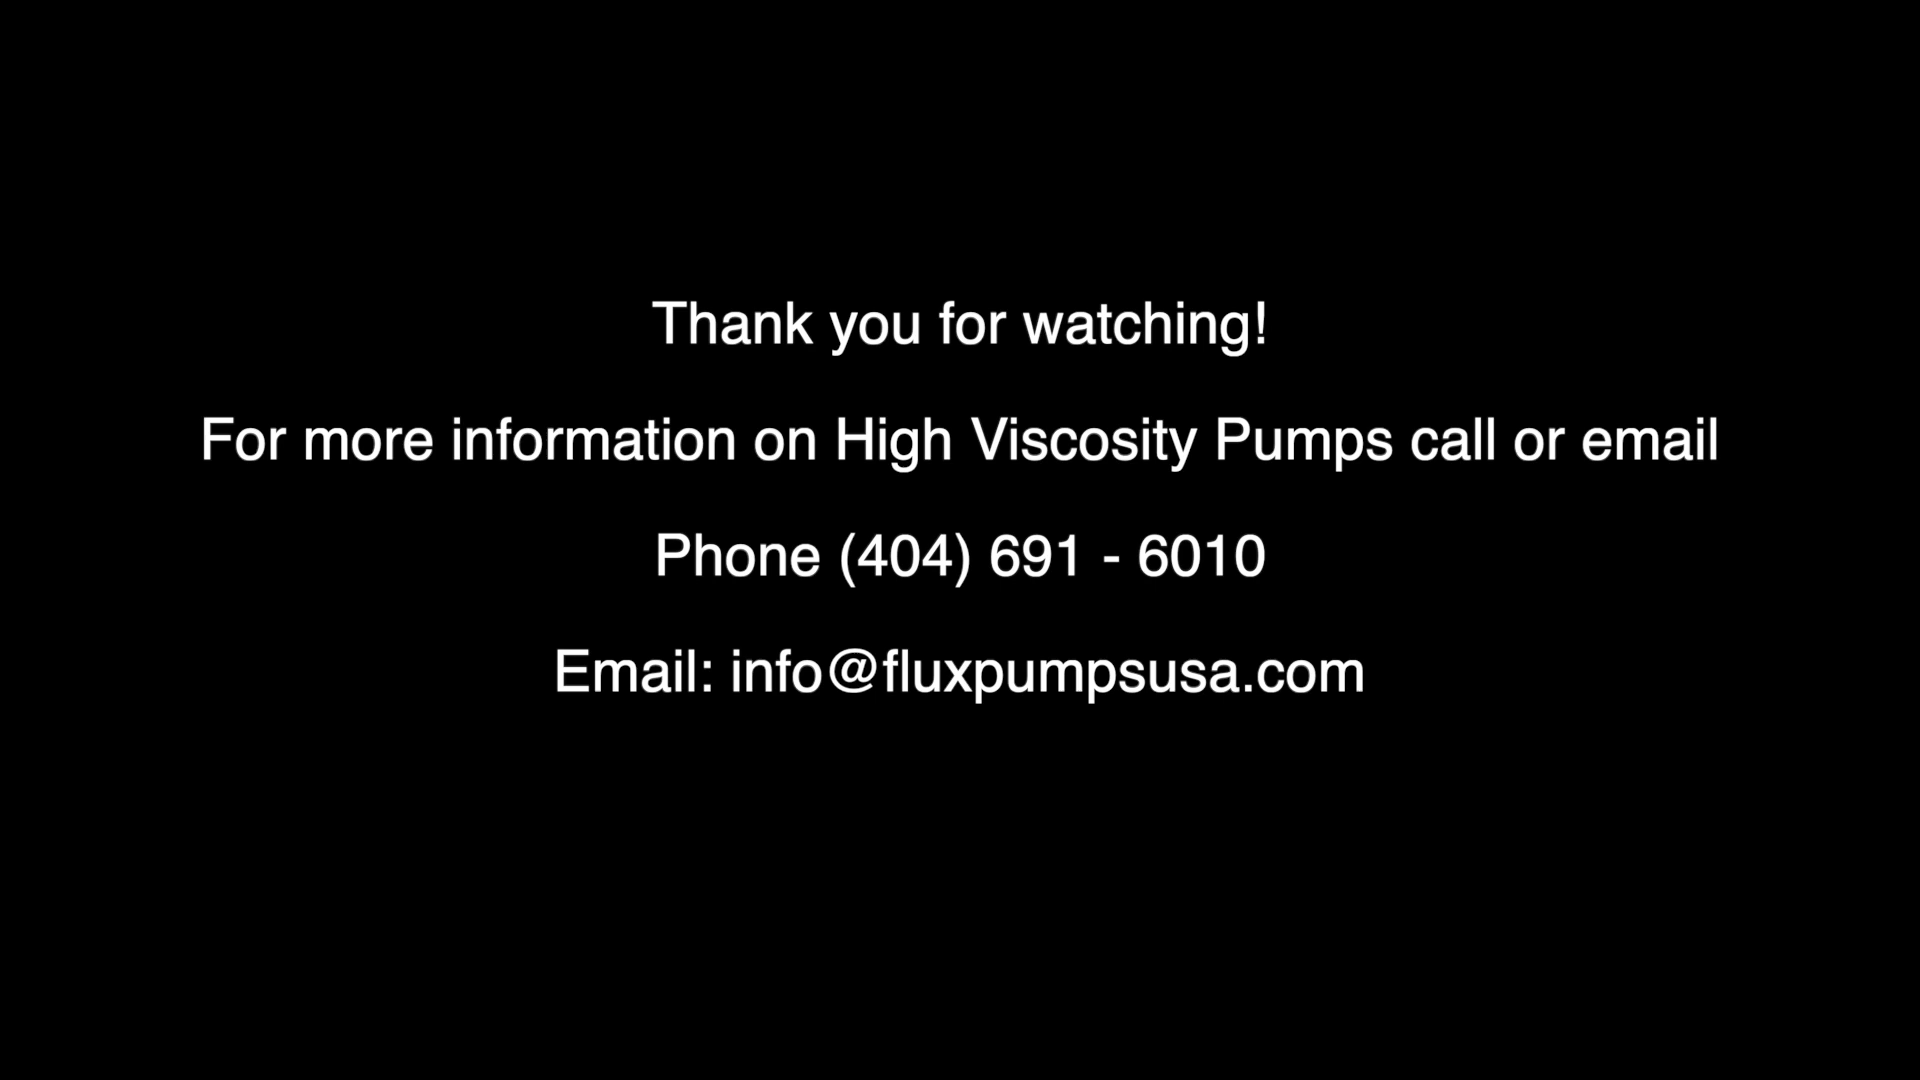 Thank you for watching!
For more information on High Viscosity Pumps call or email
Phone (404) 691 - 6010
Email: info@fluxpumpsusa.com